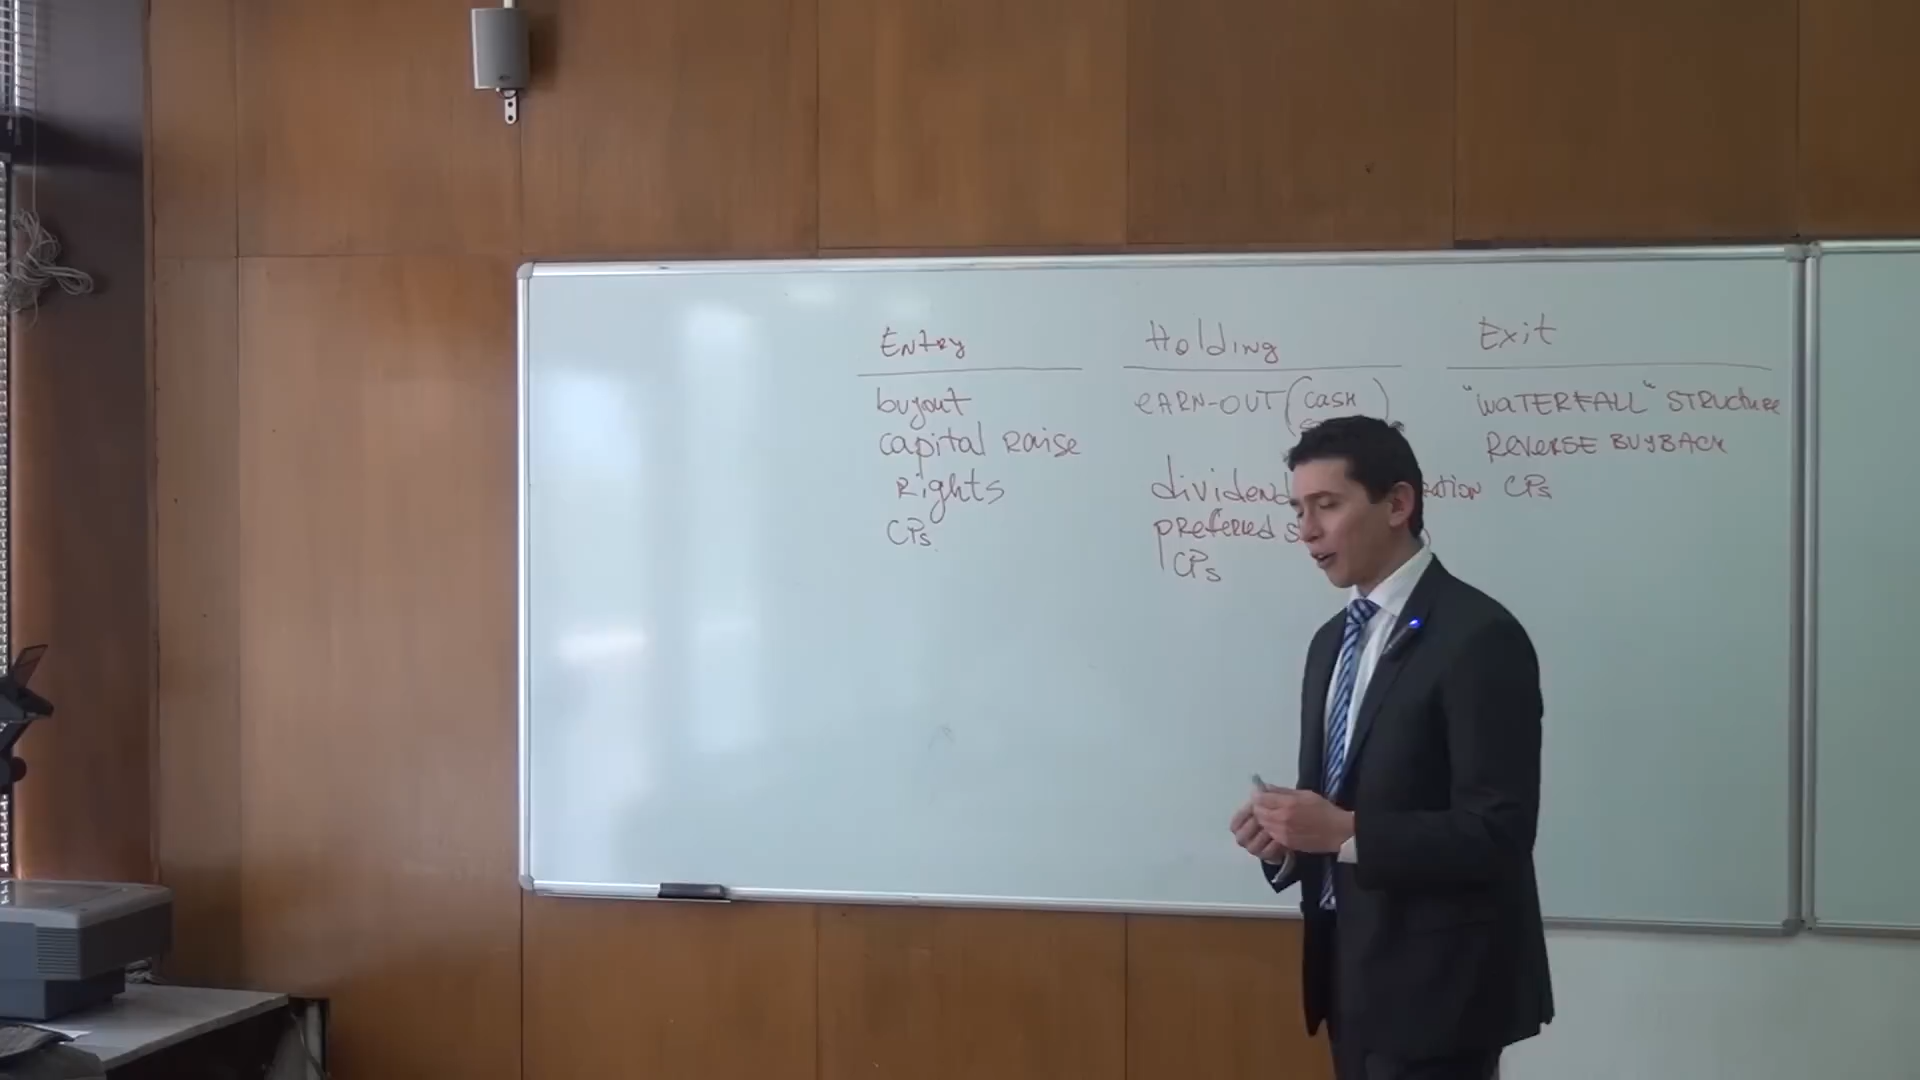 Entry
buyout
capital raise
rights
CPs
Holding
EARN-OUT (CASH
dividend
preferred
CPs
Exit
"WATERFALL" STRUCTURE
REVERSE BUYBACK
CPs